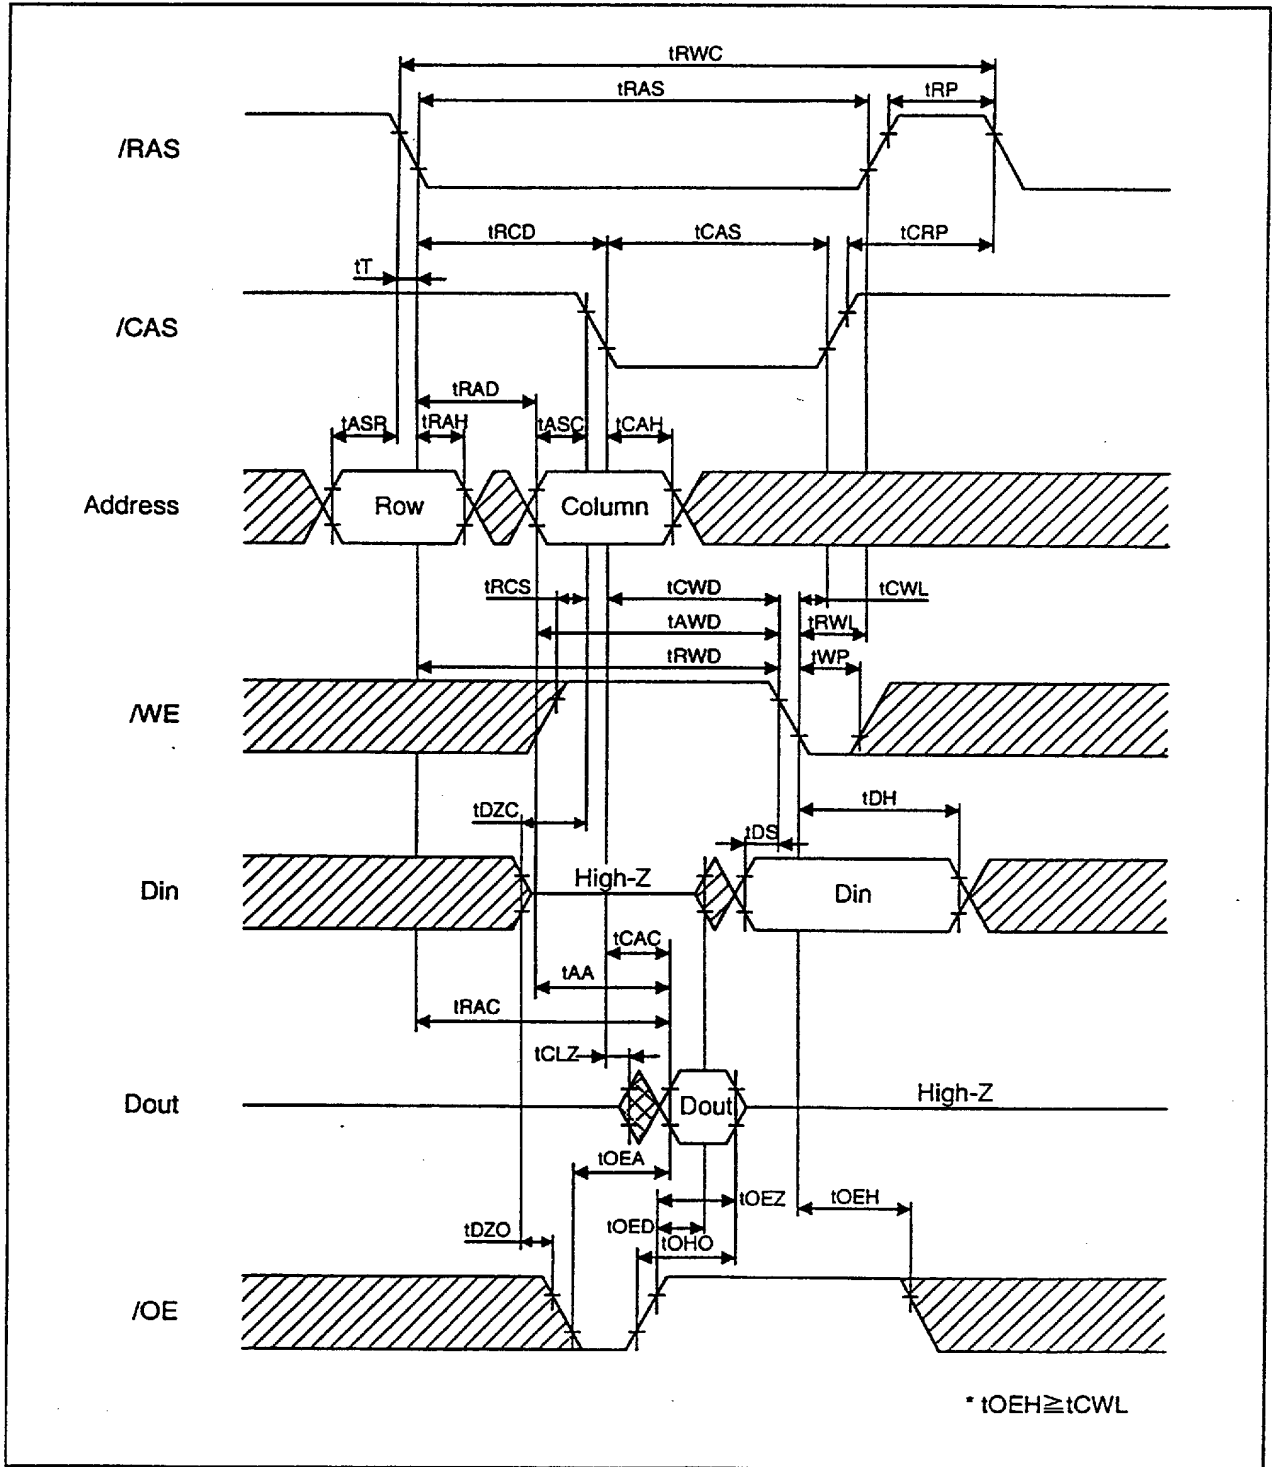 tRWC
tRAS
tRP
/RAS
tRCD
tCAS
tCRP
tT
/CAS
tRAD
tASR
tRAH
tASC
tCAH
Address
Row
Column
tRCS
tCWD
tCWL
tAWD
tRWL
tRWD
tWP
/WE
tDZC
tDH
tDS
Din
High-Z
Din
tCAC
tAA
tRAC
tCLZ
Dout
Dout
High-Z
tOEA
tOEZ
tOEH
tOED
tDZO
tOHO
/OE
* tOEH≧tCWL